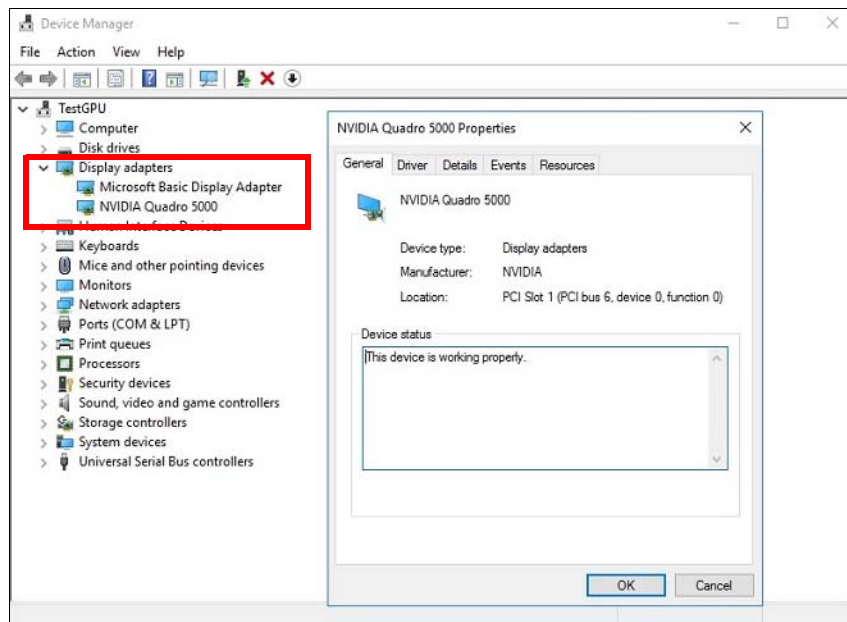 Device Manager
File Action View Help
TestGPU
Computer
Disk drives
Display adapters
Microsoft Basic Display Adapter
NVIDIA Quadro 5000
Human Interface Devices
Keyboards
Mice and other pointing devices
Monitors
Network adapters
Ports (COM & LPT)
Print queues
Processors
Security devices
Sound, video and game controllers
Storage controllers
System devices
Universal Serial Bus controllers
NVIDIA Quadro 5000 Properties
General Driver Details Events Resources
NVIDIA Quadro 5000
Device type: Display adapters
Manufacturer: NVIDIA
Location: PCI Slot 1 (PCI bus 6, device 0, function 0)
Device status
This device is working properly.
OK Cancel